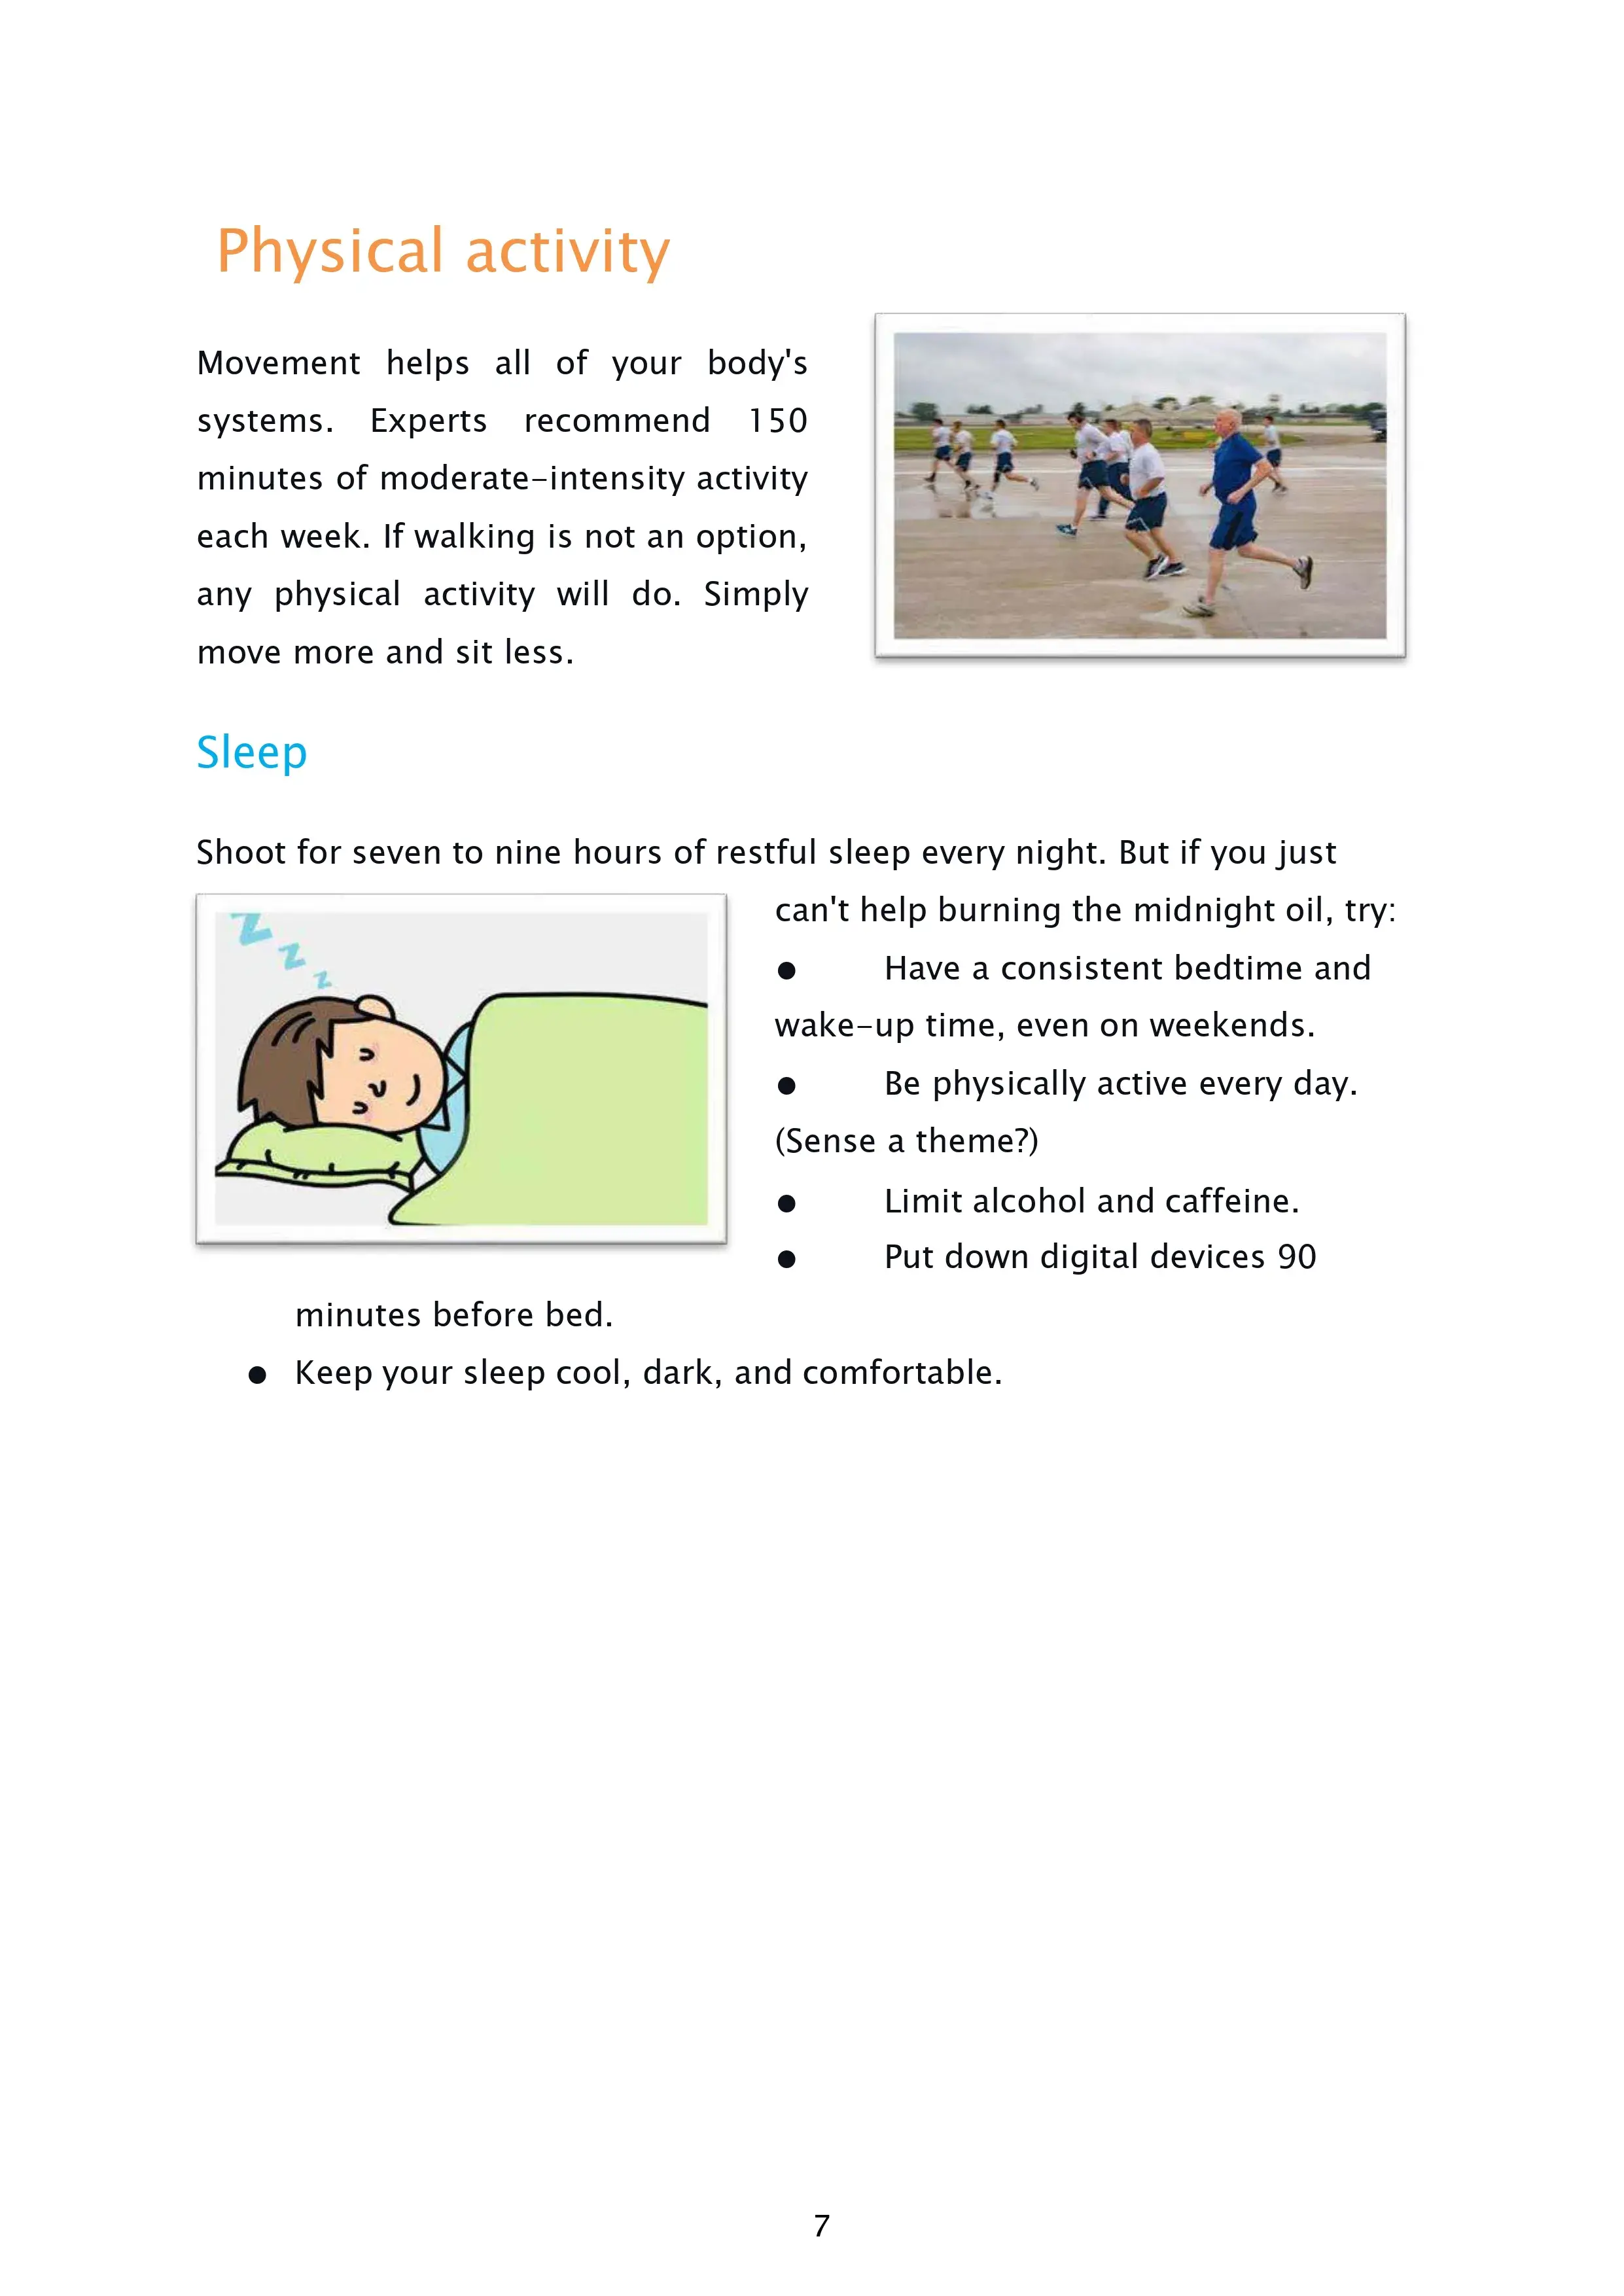 Physical activity
Movement helps all of your body's
systems. Experts recommend 150
minutes of moderate-intensity activity
each week. If walking is not an option,
any physical activity will do. Simply
move more and sit less.
Sleep
Shoot for seven to nine hours of restful sleep every night. But if you just
can't help burning the midnight oil, try:
● Have a consistent bedtime and
wake-up time, even on weekends.
● Be physically active every day.
(Sense a theme?)
● Limit alcohol and caffeine.
● Put down digital devices 90
minutes before bed.
● Keep your sleep cool, dark, and comfortable.
z
z
z
7